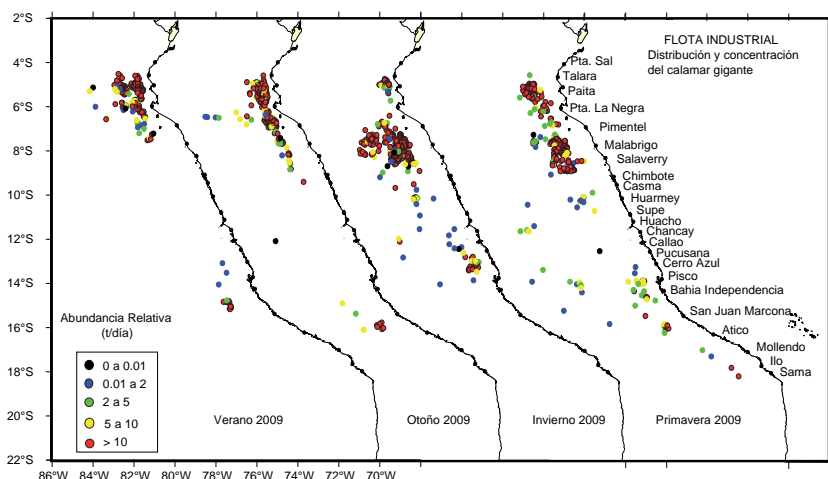 2°S
4°S
6°S
8°S
10°S
12°S
14°S
16°S
18°S
20°S
22°S
FLOTA INDUSTRIAL
Distribución y concentración
del calamar gigante
Pta. Sal
Talara
Paita
Pta. La Negra
Pimentel
Malabrigo
Salaverry
Chimbote
Casma
Huarmey
Supe
Huacho
Chancay
Callao
Pucusana
Cerro Azul
Pisco
Bahia Independencia
San Juan Marcona
Atico
Mollendo
Ilo
Sama
Abundancia Relativa
(t/día)
0 a 0.01
0.01 a 2
2 a 5
5 a 10
> 10
Verano 2009
Otoño 2009
Invierno 2009
Primavera 2009
86°W 84°W 82°W 80°W 78°W 76°W 74°W 72°W 70°W